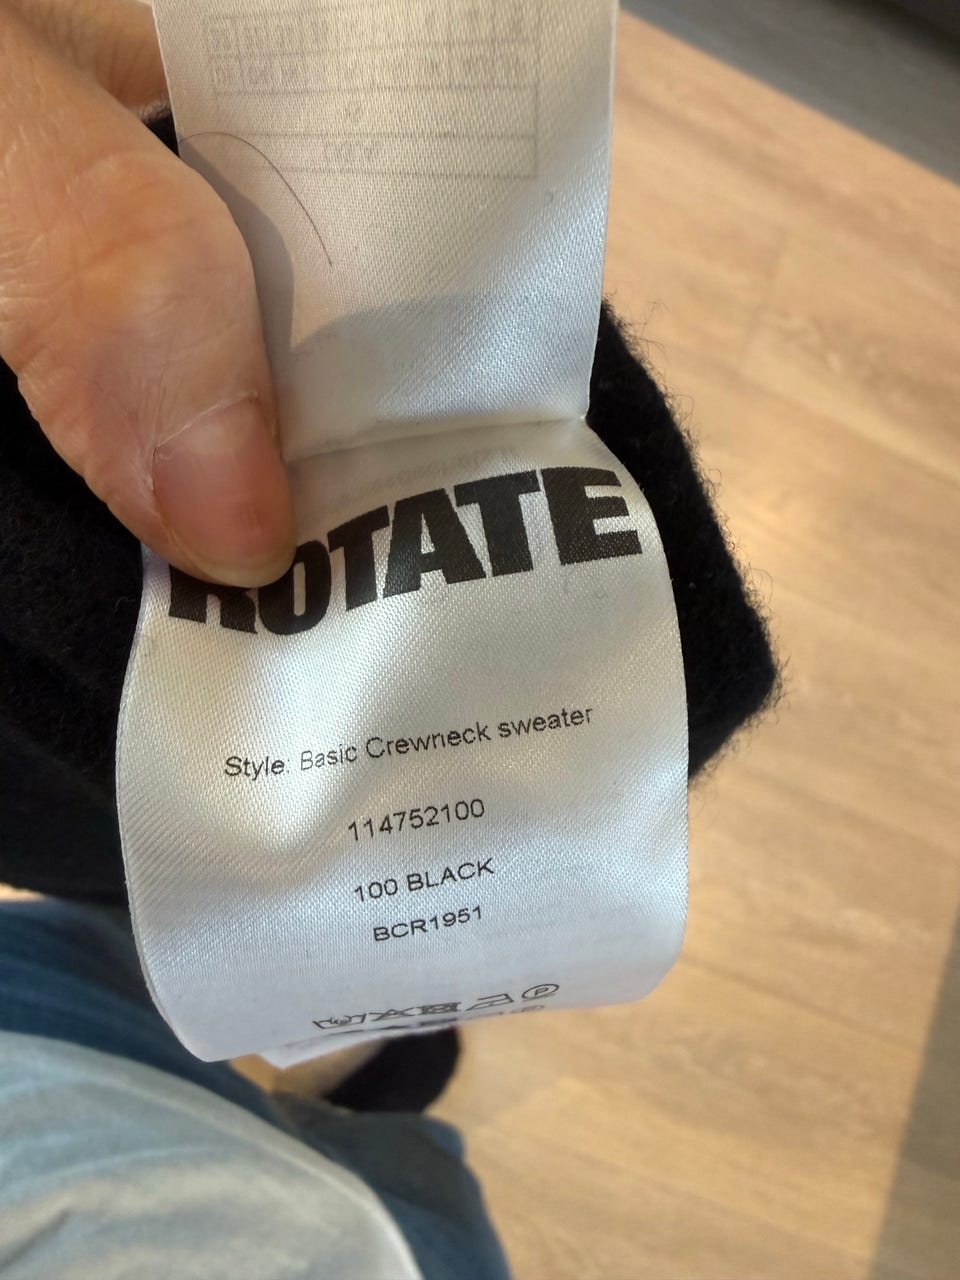 ROTATE
Style: Basic Crewneck sweater
114752100
100 BLACK
BCR1951
P